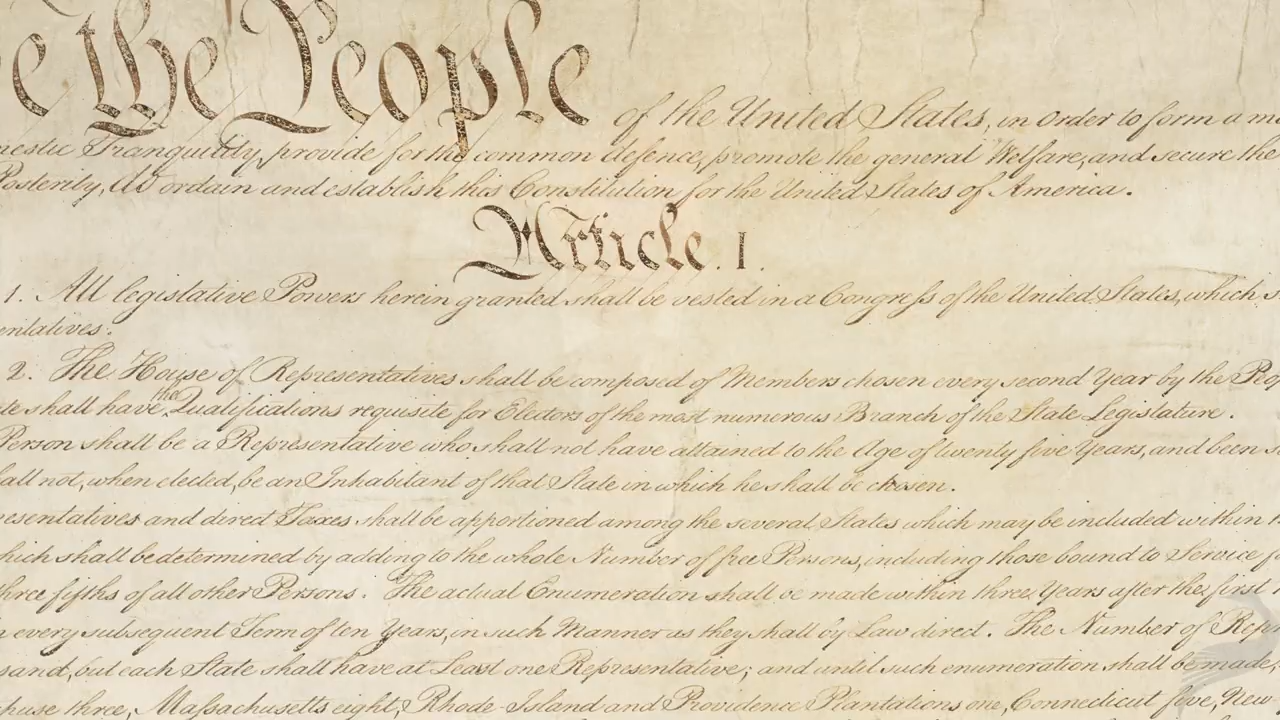 e the People of the United States, in Order to form a m
nestic Tranquility, provide for the common defence, promote the general Welfare, and secure the
Posterity, do ordain and establish this Constitution for the United States of America.
Article. I.
1. All legislative Powers herein granted shall be vested in a Congress of the United States, which s
entatives.
2. The House of Representatives shall be composed of Members chosen every second Year by the Peop
te shall have the Qualifications requisite for Electors of the most numerous Branch of the State Legislature.
Person shall be a Representative who shall not have attained to the Age of twenty five Years, and been s
hall not, when elected, be an Inhabitant of that State in which he shall be chosen.
resentatives and direct Taxes shall be apportioned among the several States which may be included within t
hich shall be determined by adding to the whole Number of free Persons, including those bound to Service f
three fifths of all other Persons. The actual Enumeration shall be made within three Years after the first
n every subsequent Term of ten Years, in such Manner as they shall by Law direct. The Number of Rep
sand, but each State shall have at Least one Representative; and until such enumeration shall be made,
huse three, Massachusetts eight, Rhode-Island and Providence Plantations one, Connecticut five, New